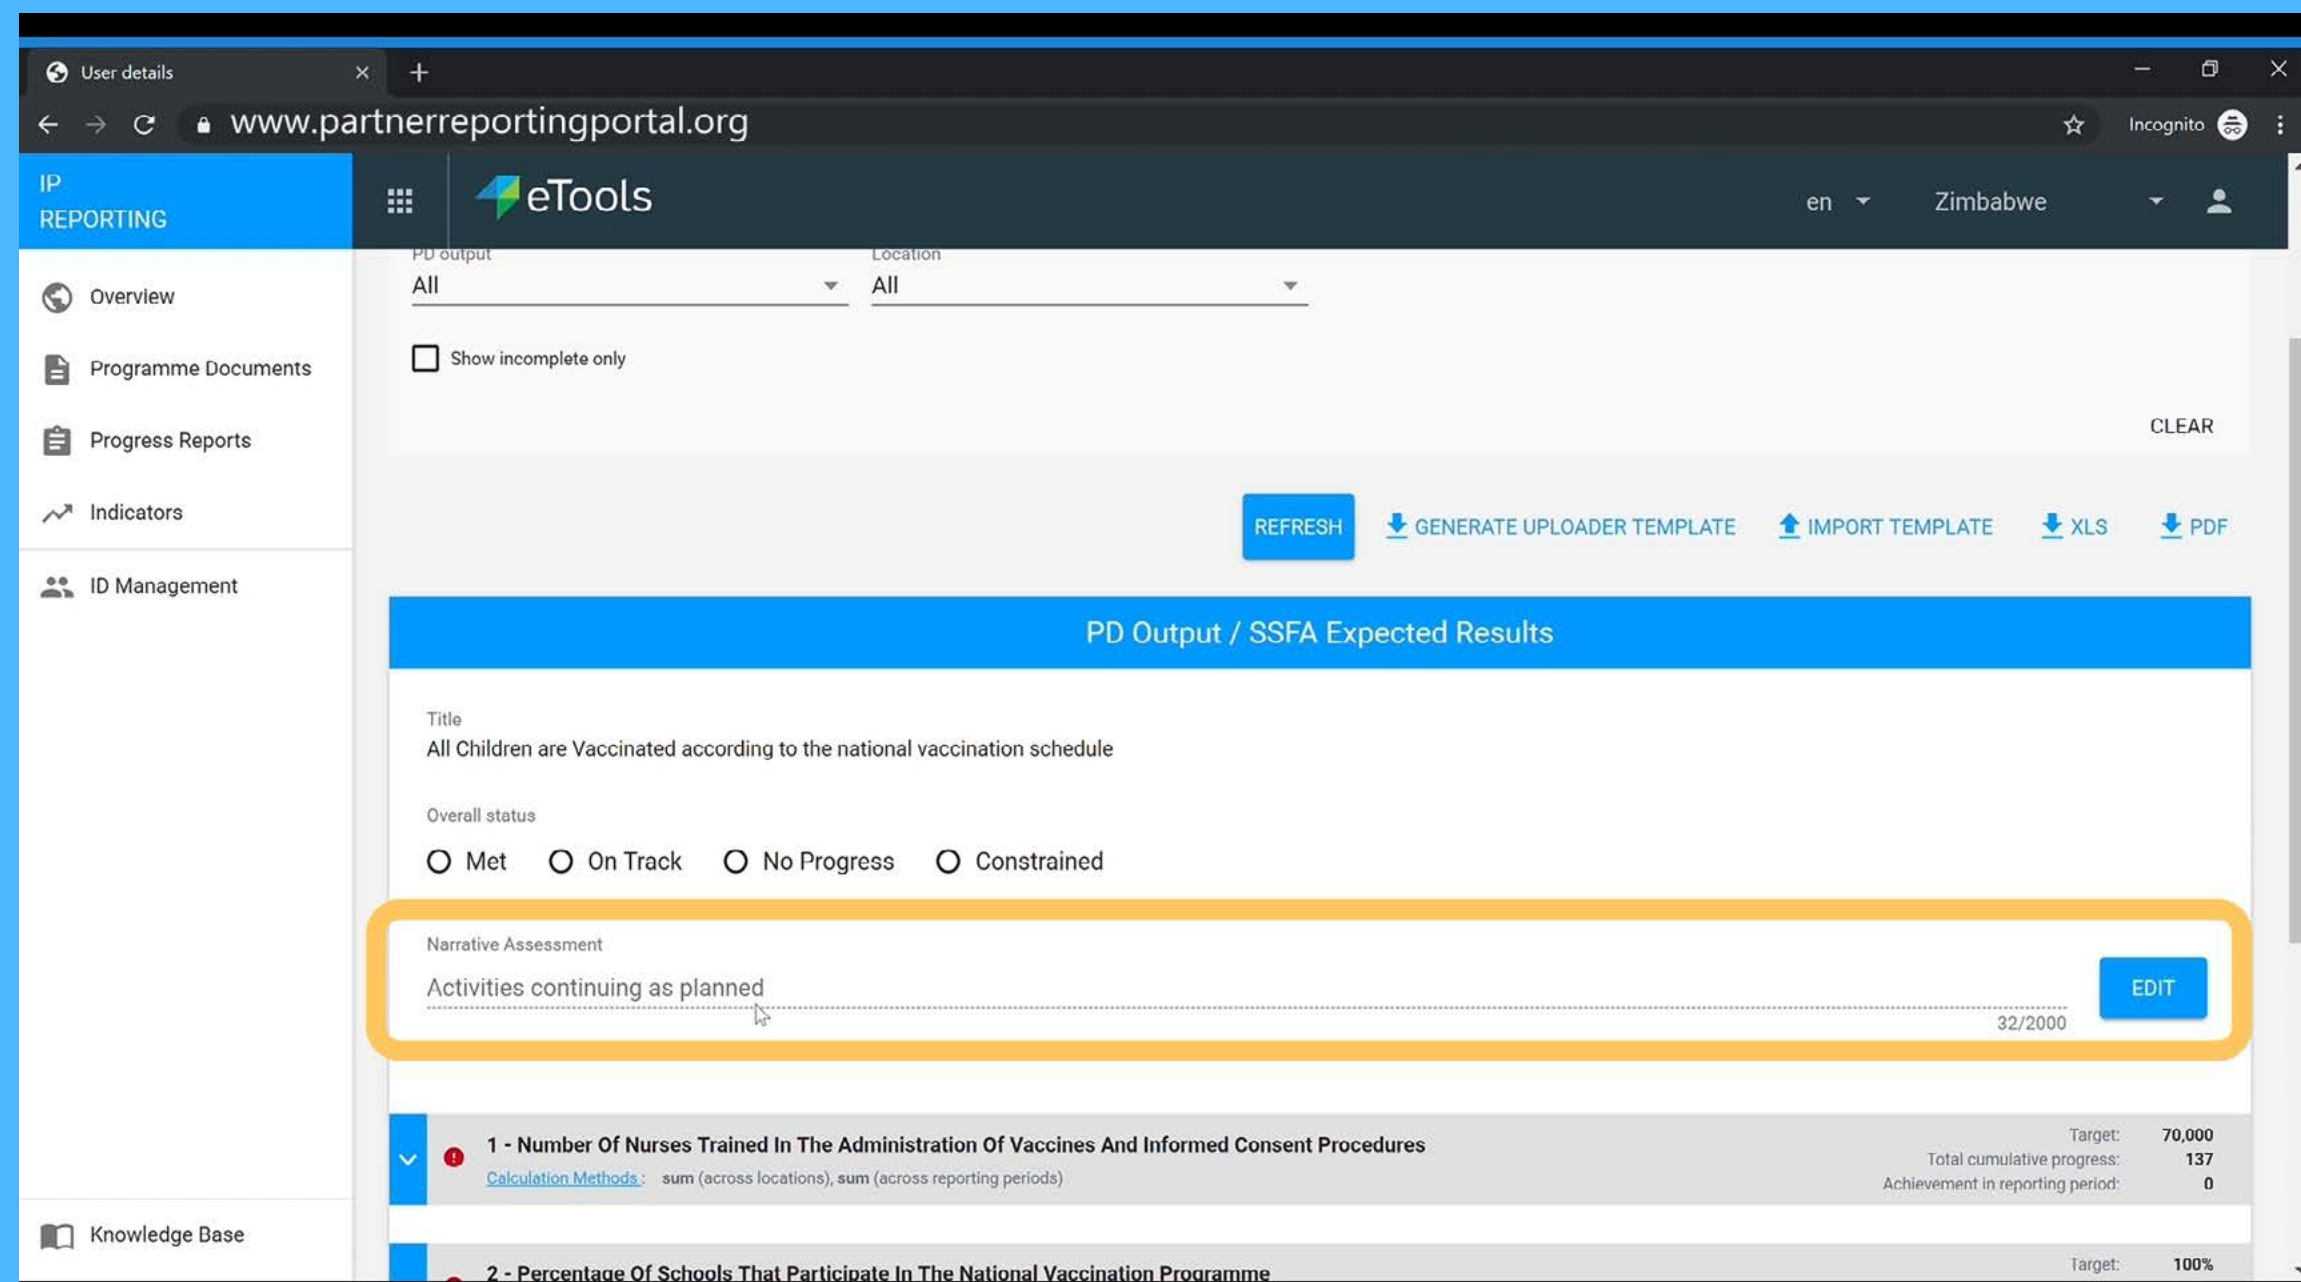 User details
www.partnerreportingportal.org
Incognito
IP
REPORTING
eTools
en
Zimbabwe
PD output
Location
All
All
Overview
Show incomplete only
Programme Documents
CLEAR
Progress Reports
Indicators
REFRESH
GENERATE UPLOADER TEMPLATE
IMPORT TEMPLATE
XLS
PDF
ID Management
PD Output / SSFA Expected Results
Title
All Children are Vaccinated according to the national vaccination schedule
Overall status
Met
On Track
No Progress
Constrained
Narrative Assessment
Activities continuing as planned
EDIT
32/2000
1 - Number Of Nurses Trained In The Administration Of Vaccines And Informed Consent Procedures
Calculation Methods : sum (across locations), sum (across reporting periods)
Target: 70,000
Total cumulative progress: 137
Achievement in reporting period: 0
Knowledge Base
2 - Percentage Of Schools That Participate In The National Vaccination Programme
Target: 100%